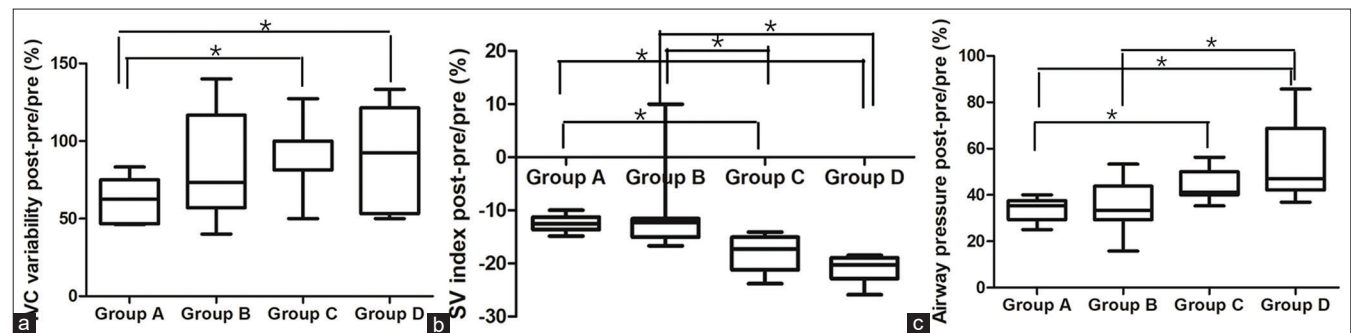 IVC variability post-pre/pre (%)
150
100
50
0
*
*
Group A Group B Group C Group D
a
SV index post-pre/pre (%)
20
10
0
-10
-20
-30
*
*
*
*
Group A Group B Group C Group D
b
Airway pressure post-pre/pre (%)
100
80
60
40
20
0
*
*
*
Group A Group B Group C Group D
c